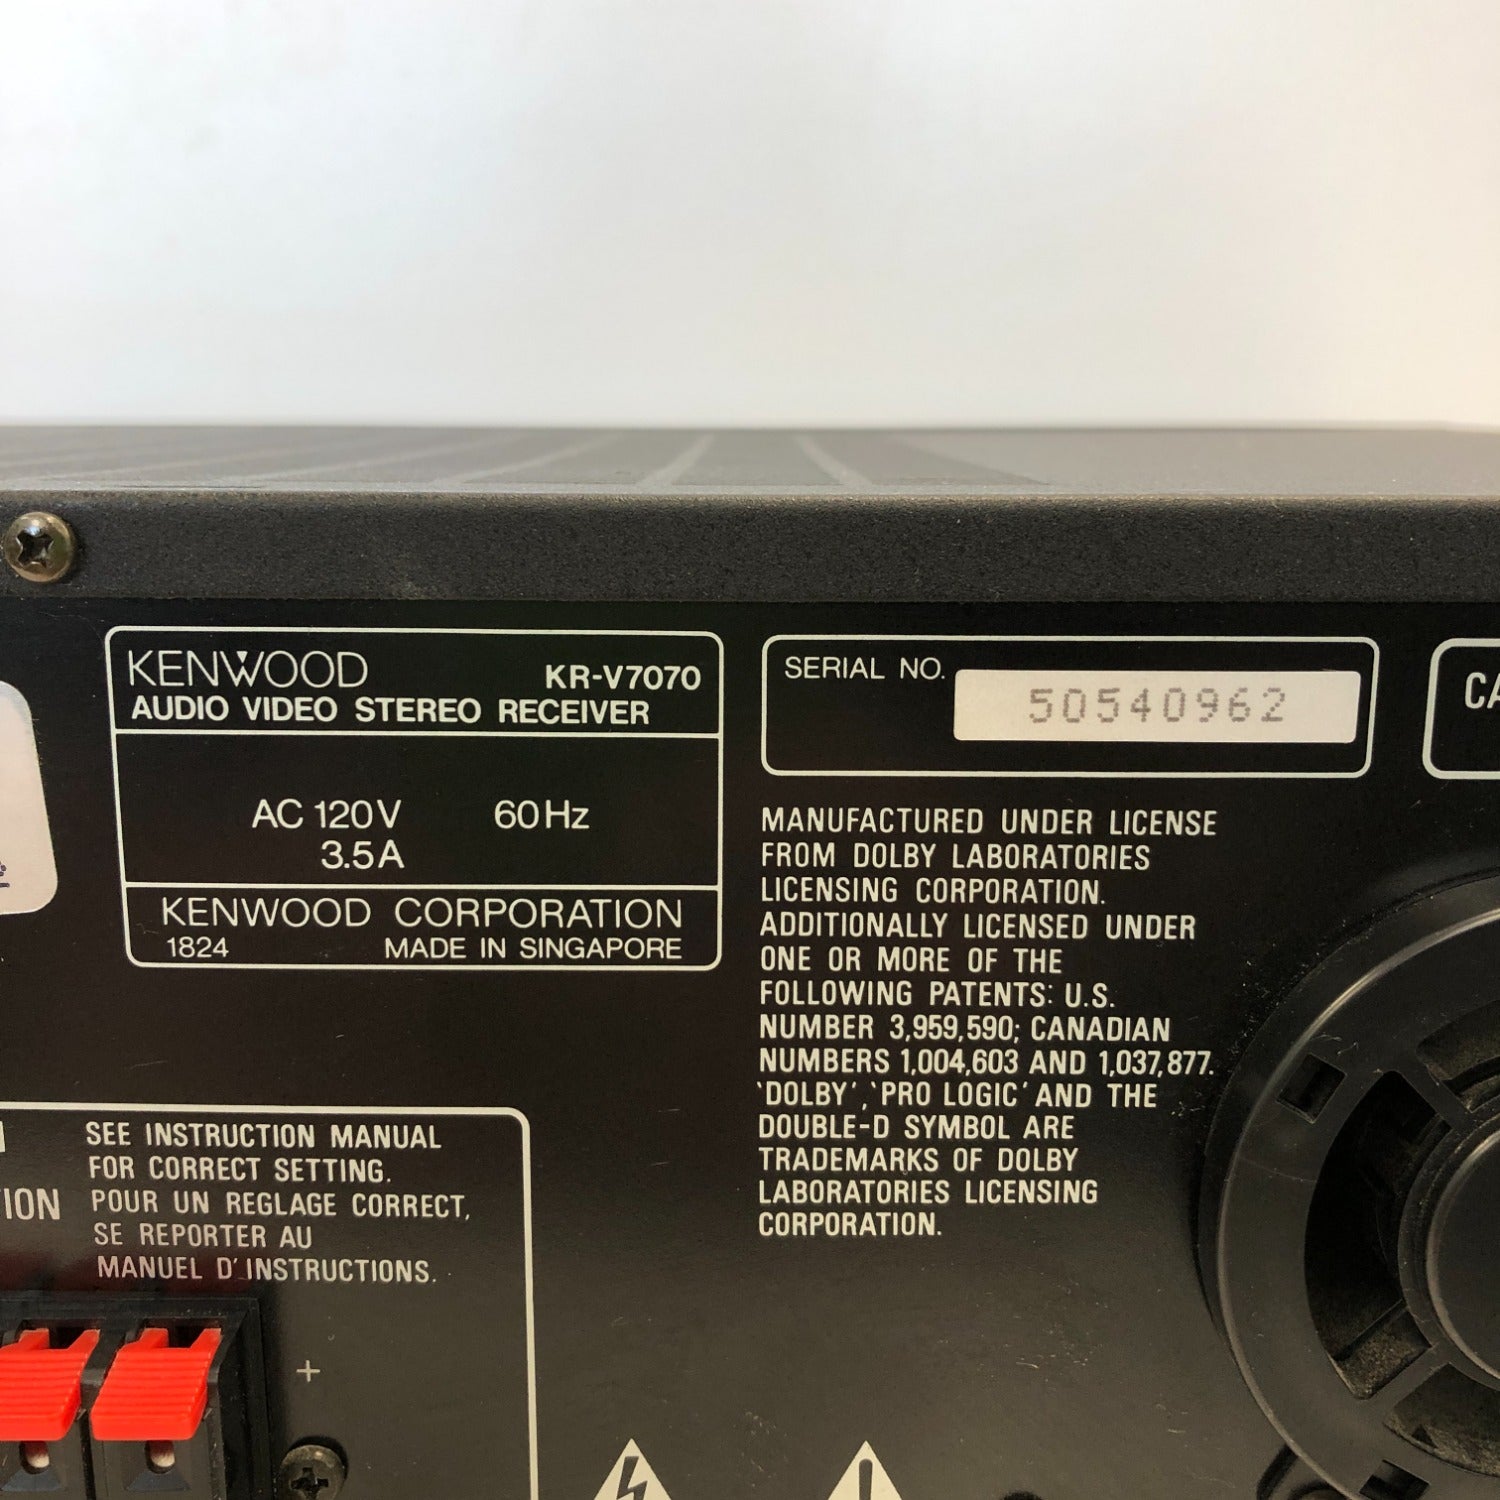 KENWOOD KR-V7070
AUDIO VIDEO STEREO RECEIVER
AC 120V 60Hz
3.5A
KENWOOD CORPORATION
1824 MADE IN SINGAPORE
SERIAL NO. 50540962
MANUFACTURED UNDER LICENSE
FROM DOLBY LABORATORIES
LICENSING CORPORATION.
ADDITIONALLY LICENSED UNDER
ONE OR MORE OF THE
FOLLOWING PATENTS: U.S.
NUMBER 3,959,590; CANADIAN
NUMBERS 1,004,603 AND 1,037,877.
‘DOLBY’, ‘PRO LOGIC’ AND THE
DOUBLE-D SYMBOL ARE
TRADEMARKS OF DOLBY
LABORATORIES LICENSING
CORPORATION.
CA
SEE INSTRUCTION MANUAL
FOR CORRECT SETTING.
TION POUR UN REGLAGE CORRECT,
SE REPORTER AU
MANUEL D'INSTRUCTIONS.
+